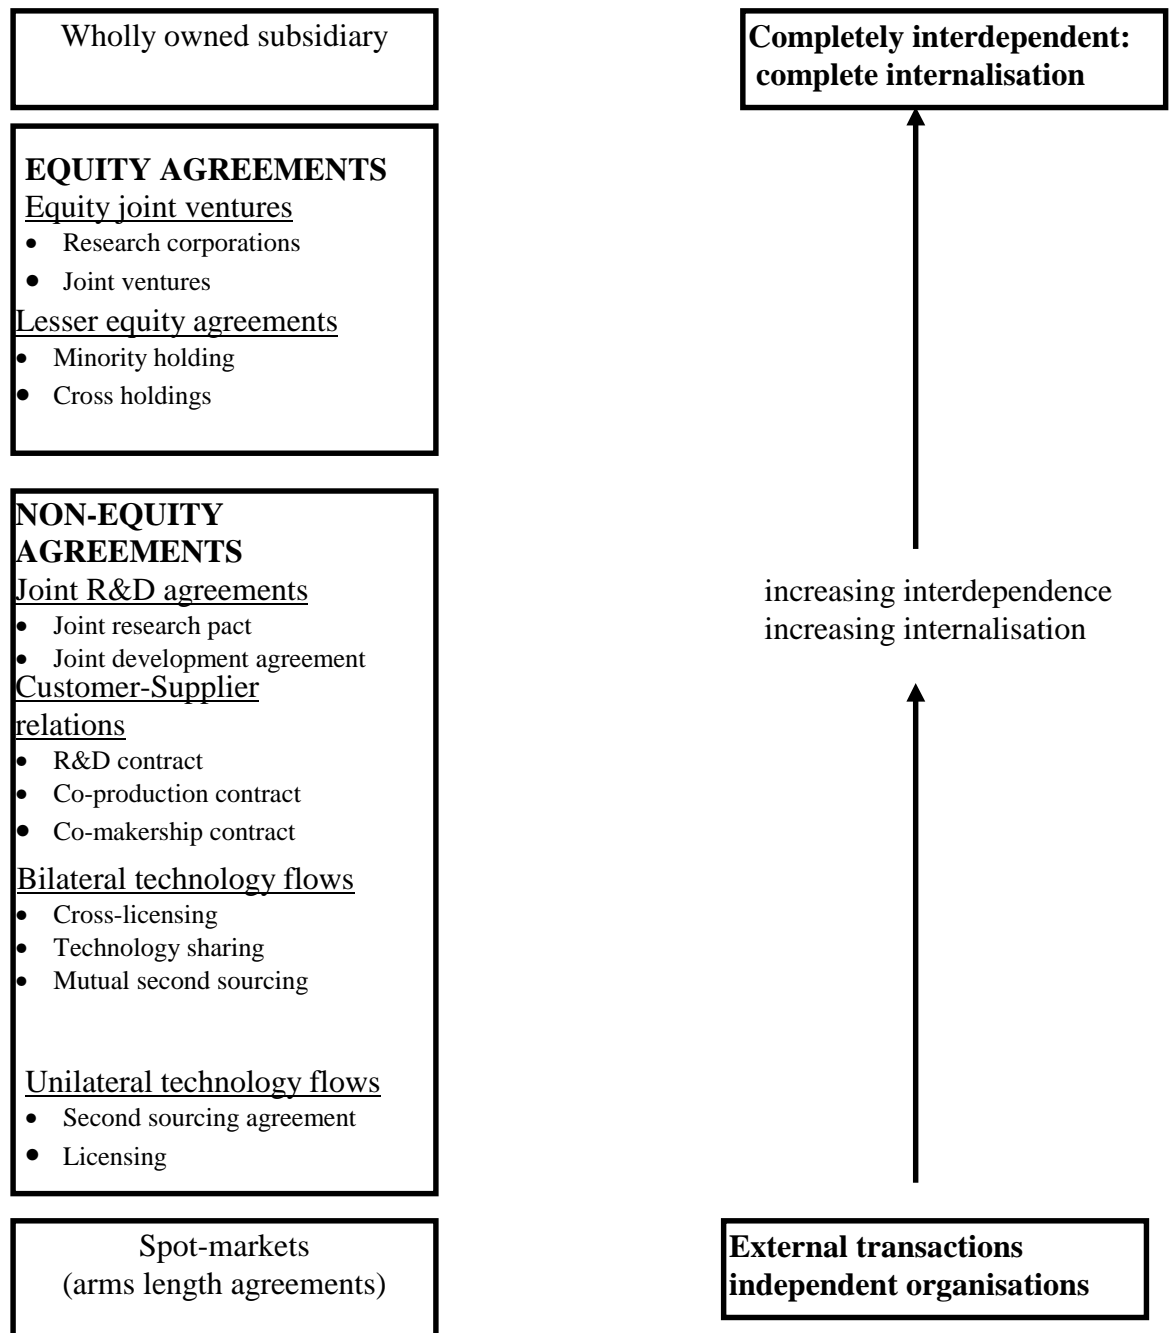 Wholly owned subsidiary
EQUITY AGREEMENTS
Equity joint ventures
• Research corporations
• Joint ventures
Lesser equity agreements
• Minority holding
• Cross holdings
NON-EQUITY
AGREEMENTS
Joint R&D agreements
• Joint research pact
• Joint development agreement
Customer-Supplier
relations
• R&D contract
• Co-production contract
• Co-makership contract
Bilateral technology flows
• Cross-licensing
• Technology sharing
• Mutual second sourcing
Unilateral technology flows
• Second sourcing agreement
• Licensing
Spot-markets
(arms length agreements)
Completely interdependent:
complete internalisation
increasing interdependence
increasing internalisation
External transactions
independent organisations